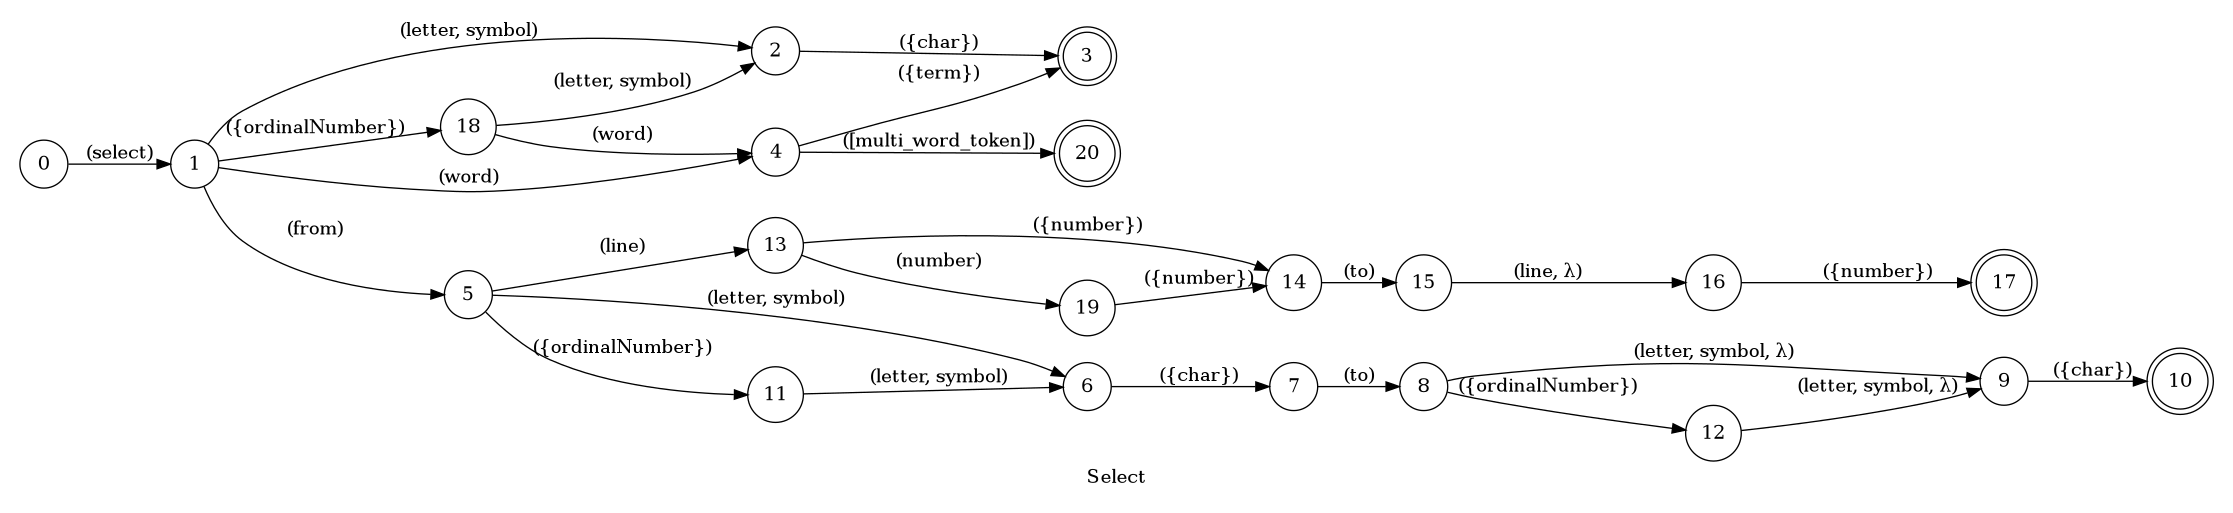 (letter, symbol)
2
({char})
3
(letter, symbol)
({term})
({ordinalNumber})
18
(word)
4
([multi_word_token])
20
0
(select)
1
(word)
(from)
({number})
(line)
13
(number)
5
(letter, symbol)
19
({number})
14
(to)
15
(line, λ)
16
({number})
17
({ordinalNumber})
11
(letter, symbol)
6
({char})
7
(to)
8
(letter, symbol, λ)
({ordinalNumber})
(letter, symbol, λ)
9
({char})
10
12
Select